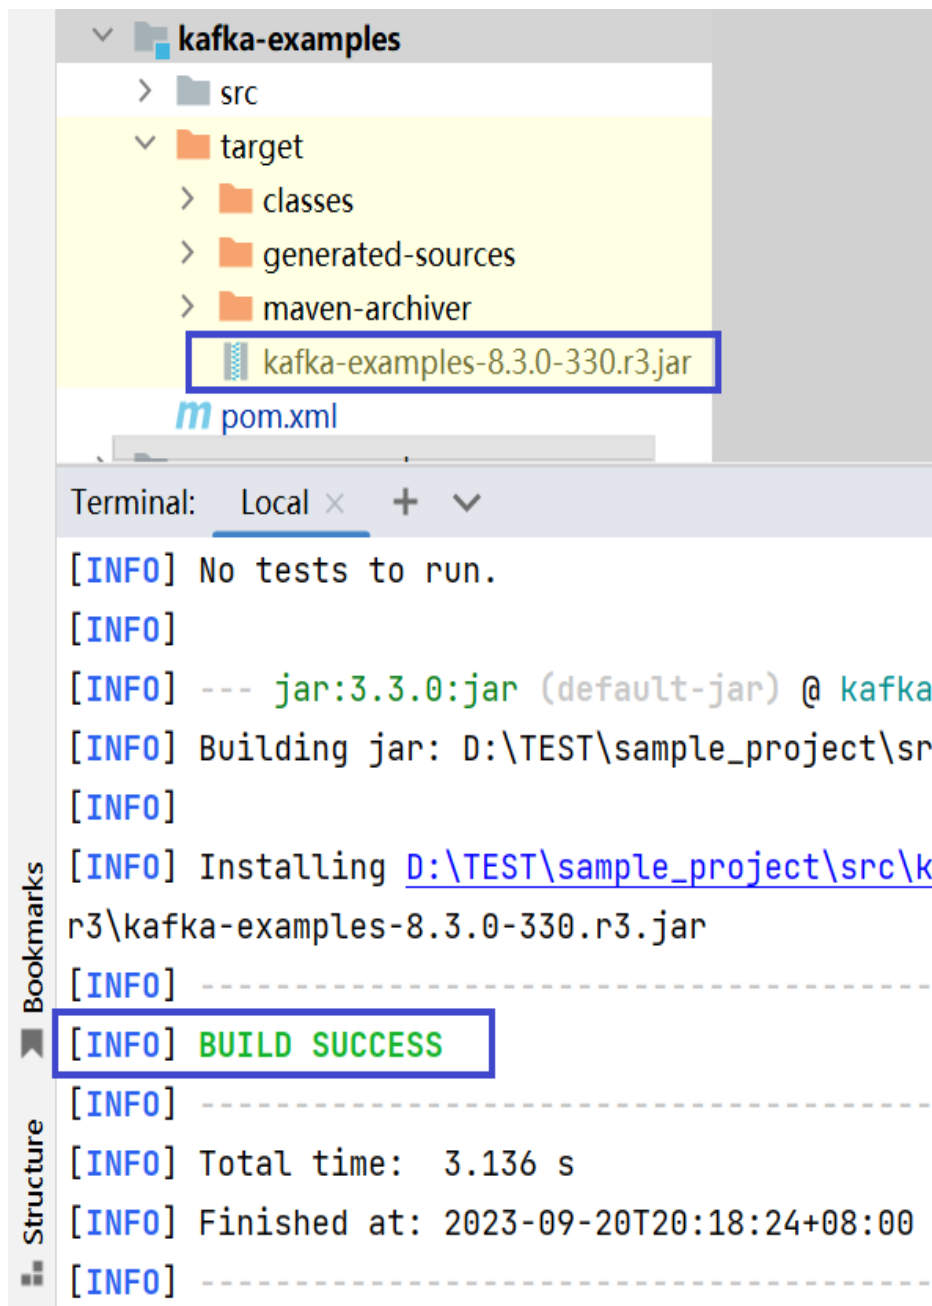 kafka-examples
src
target
classes
generated-sources
maven-archiver
kafka-examples-8.3.0-330.r3.jar
m pom.xml
Terminal: Local × +
[INFO] No tests to run.
[INFO]
[INFO] --- jar:3.3.0:jar (default-jar) @ kafka
[INFO] Building jar: D:\TEST\sample_project\sr
[INFO]
[INFO] Installing D:\TEST\sample_project\src\k
r3\kafka-examples-8.3.0-330.r3.jar
[INFO] ---------------------------------------
[INFO] BUILD SUCCESS
[INFO] ---------------------------------------
[INFO] Total time:  3.136 s
[INFO] Finished at: 2023-09-20T20:18:24+08:00
[INFO] ---------------------------------------
Bookmarks
Structure